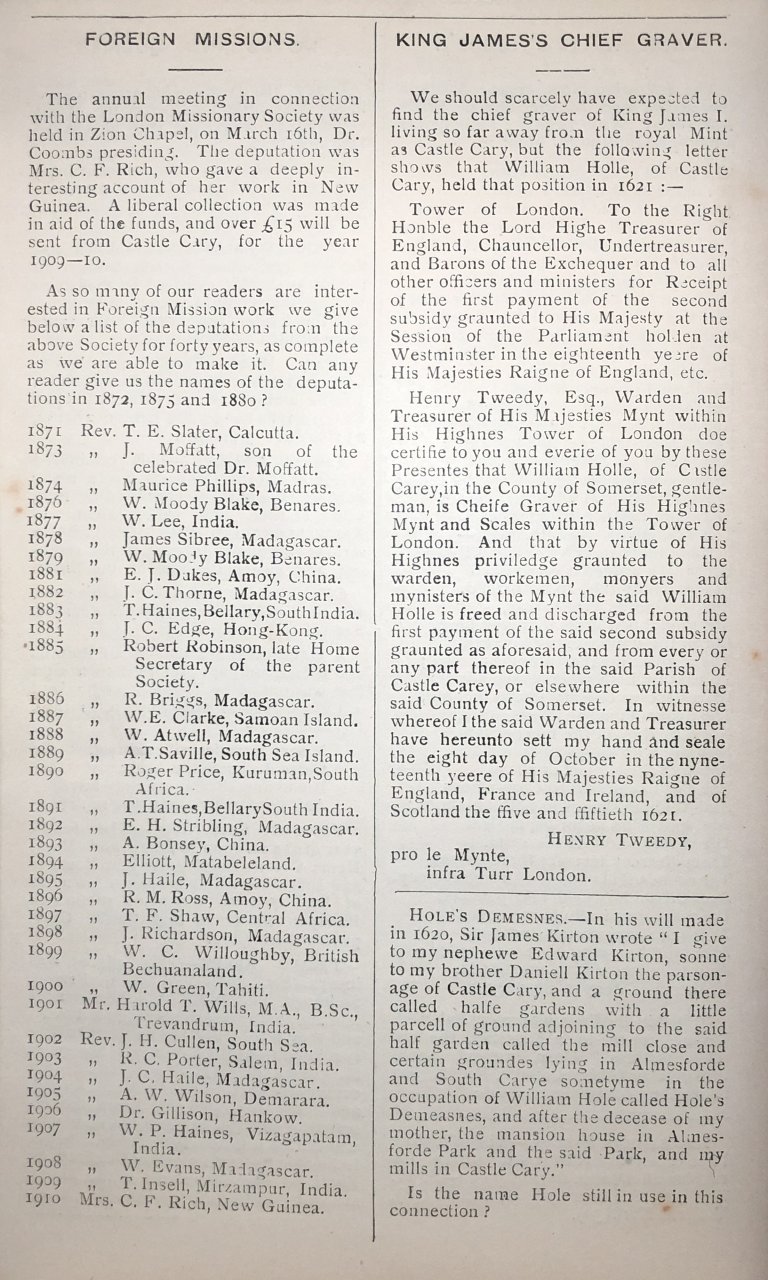 FOREIGN MISSIONS.
The annual meeting in connection
with the London Missionary Society was
held in Zion Chapel, on March 16th, Dr.
Coombs presiding. The deputation was
Mrs. C. F. Rich, who gave a deeply in-
teresting account of her work in New
Guinea. A liberal collection was made
in aid of the funds, and over £15 will be
sent from Castle Cary, for the year
1909—10.
As so many of our readers are inter-
ested in Foreign Mission work we give
below a list of the deputations from the
above Society for forty years, as complete
as we are able to make it. Can any
reader give us the names of the deputa-
tions in 1872, 1875 and 1880?
1871 Rev. T. E. Slater, Calcutta.
1873 „ J. Moffatt, son of the
celebrated Dr. Moffatt.
1874 „ Maurice Phillips, Madras.
1876 „ W. Moody Blake, Benares.
1877 „ W. Lee, India.
1878 „ James Sibree, Madagascar.
1879 „ W. Moody Blake, Benares.
1881 „ E. J. Dukes, Amoy, China.
1882 „ J. C. Thorne, Madagascar.
1883 „ T. Haines, Bellary, South India.
1884 „ J. C. Edge, Hong-Kong.
1885 „ Robert Robinson, late Home
Secretary of the parent
Society.
1886 „ R. Briggs, Madagascar.
1887 „ W.E. Clarke, Samoan Island.
1888 „ W. Atwell, Madagascar.
1889 „ A.T. Saville, South Sea Island.
1890 „ Roger Price, Kuruman, South
Africa.
1891 „ T. Haines, Bellary South India.
1892 „ E. H. Stribling, Madagascar.
1893 „ A. Bonsey, China.
1894 „ Elliott, Matabeleland.
1895 „ J. Haile, Madagascar.
1896 „ R. M. Ross, Amoy, China.
1897 „ T. F. Shaw, Central Africa.
1898 „ J. Richardson, Madagascar.
1899 „ W. C. Willoughby, British
Bechuanaland.
1900 „ W. Green, Tahiti.
1901 Mr. Harold T. Wills, M.A., B.Sc.,
Trevandrum, India.
1902 Rev. J. H. Cullen, South Sea.
1903 „ R. C. Porter, Salem, India.
1904 „ J. C. Haile, Madagascar.
1905 „ A. W. Wilson, Demarara.
1906 „ Dr. Gillison, Hankow.
1907 „ W. P. Haines, Vizagapatam,
India.
1908 „ W. Evans, Madagascar.
1909 „ T. Insell, Mirzampur, India.
1910 Mrs. C. F. Rich, New Guinea.
KING JAMES'S CHIEF GRAVER.
We should scarcely have expected to
find the chief graver of King James I.
living so far away from the royal Mint
as Castle Cary, but the following letter
shows that William Holle, of Castle
Cary, held that position in 1621 :—
Tower of London. To the Right
Honble the Lord Highe Treasurer of
England, Chauncellor, Undertreasurer,
and Barons of the Exchequer and to all
other officers and ministers for Receipt
of the first payment of the second
subsidy graunted to His Majesty at the
Session of the Parliament holden at
Westminster in the eighteenth yeere of
His Majesties Raigne of England, etc.
Henry Tweedy, Esq., Warden and
Treasurer of His Majesties Mynt within
His Highnes Tower of London doe
certifie to you and everie of you by these
Presentes that William Holle, of Castle
Carey, in the County of Somerset, gentle-
man, is Cheife Graver of His Highnes
Mynt and Scales within the Tower of
London. And that by virtue of His
Highnes priviledge graunted to the
warden, workemen, monyers and
mynisters of the Mynt the said William
Holle is freed and discharged from the
first payment of the said second subsidy
graunted as aforesaid, and from every or
any part thereof in the said Parish of
Castle Carey, or elsewhere within the
said County of Somerset. In witnesse
whereof I the said Warden and Treasurer
have hereunto sett my hand and seale
the eight day of October in the nyne-
teenth yeere of His Majesties Raigne of
England, France and Ireland, and of
Scotland the ffive and ffiftieth 1621.
HENRY TWEEDY,
pro le Mynte,
infra Turr London.
HOLE'S DEMESNES.—In his will made
in 1620, Sir James Kirton wrote " I give
to my nephewe Edward Kirton, sonne
to my brother Daniell Kirton the parson-
age of Castle Cary, and a ground there
called halfe gardens with a little
parcell of ground adjoining to the said
half garden called the mill close and
certain groundes lying in Almesforde
and South Carye sometyme in the
occupation of William Hole called Hole's
Demeasnes, and after the decease of my
mother, the mansion house in Almes-
forde Park and the said Park, and my
mills in Castle Cary."
Is the name Hole still in use in this
connection?